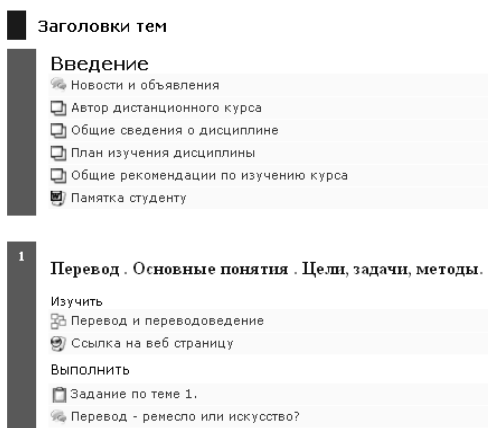 Заголовки тем
Введение
Новости и объявления
Автор дистанционного курса
Общие сведения о дисциплине
План изучения дисциплины
Общие рекомендации по изучению курса
Памятка студенту
1
Перевод . Основные понятия . Цели, задачи, методы.
Изучить
Перевод и переводоведение
Ссылка на веб страницу
Выполнить
Задание по теме 1.
Перевод - ремесло или искусство?